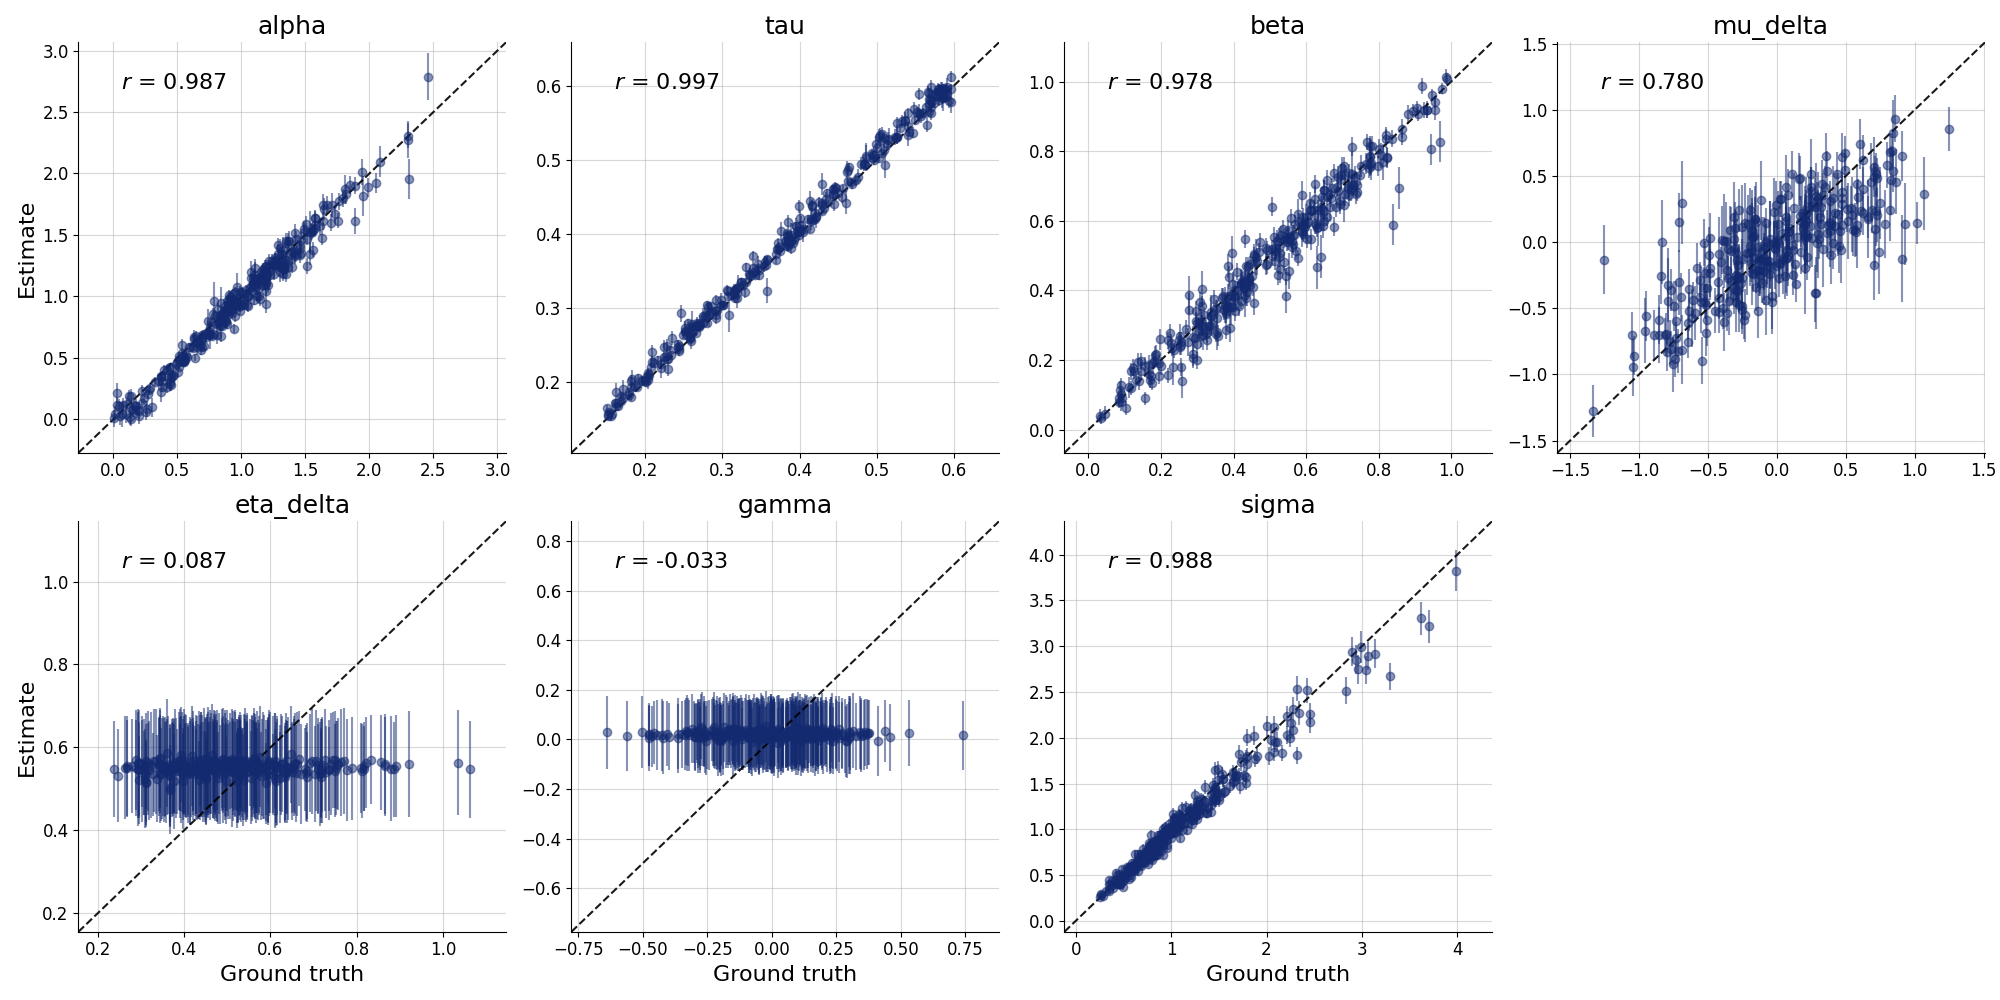 alpha
tau
beta
mu_delta
r = 0.987
r = 0.997
r = 0.978
r = 0.780
Estimate
3.0
2.5
2.0
1.5
1.0
0.5
0.0
0.0 0.5 1.0 1.5 2.0 2.5 3.0
0.6
0.5
0.4
0.3
0.2
0.2 0.3 0.4 0.5 0.6
1.0
0.8
0.6
0.4
0.2
0.0
0.0 0.2 0.4 0.6 0.8 1.0
1.5
1.0
0.5
0.0
−0.5
−1.0
−1.5
−1.5 −1.0 −0.5 0.0 0.5 1.0 1.5
eta_delta
gamma
sigma
r = 0.087
r = -0.033
r = 0.988
Estimate
1.0
0.8
0.6
0.4
0.2
0.2 0.4 0.6 0.8 1.0
Ground truth
0.8
0.6
0.4
0.2
0.0
−0.2
−0.4
−0.6
−0.75 −0.50 −0.25 0.00 0.25 0.50 0.75
Ground truth
4.0
3.5
3.0
2.5
2.0
1.5
1.0
0.5
0.0
0 1 2 3 4
Ground truth